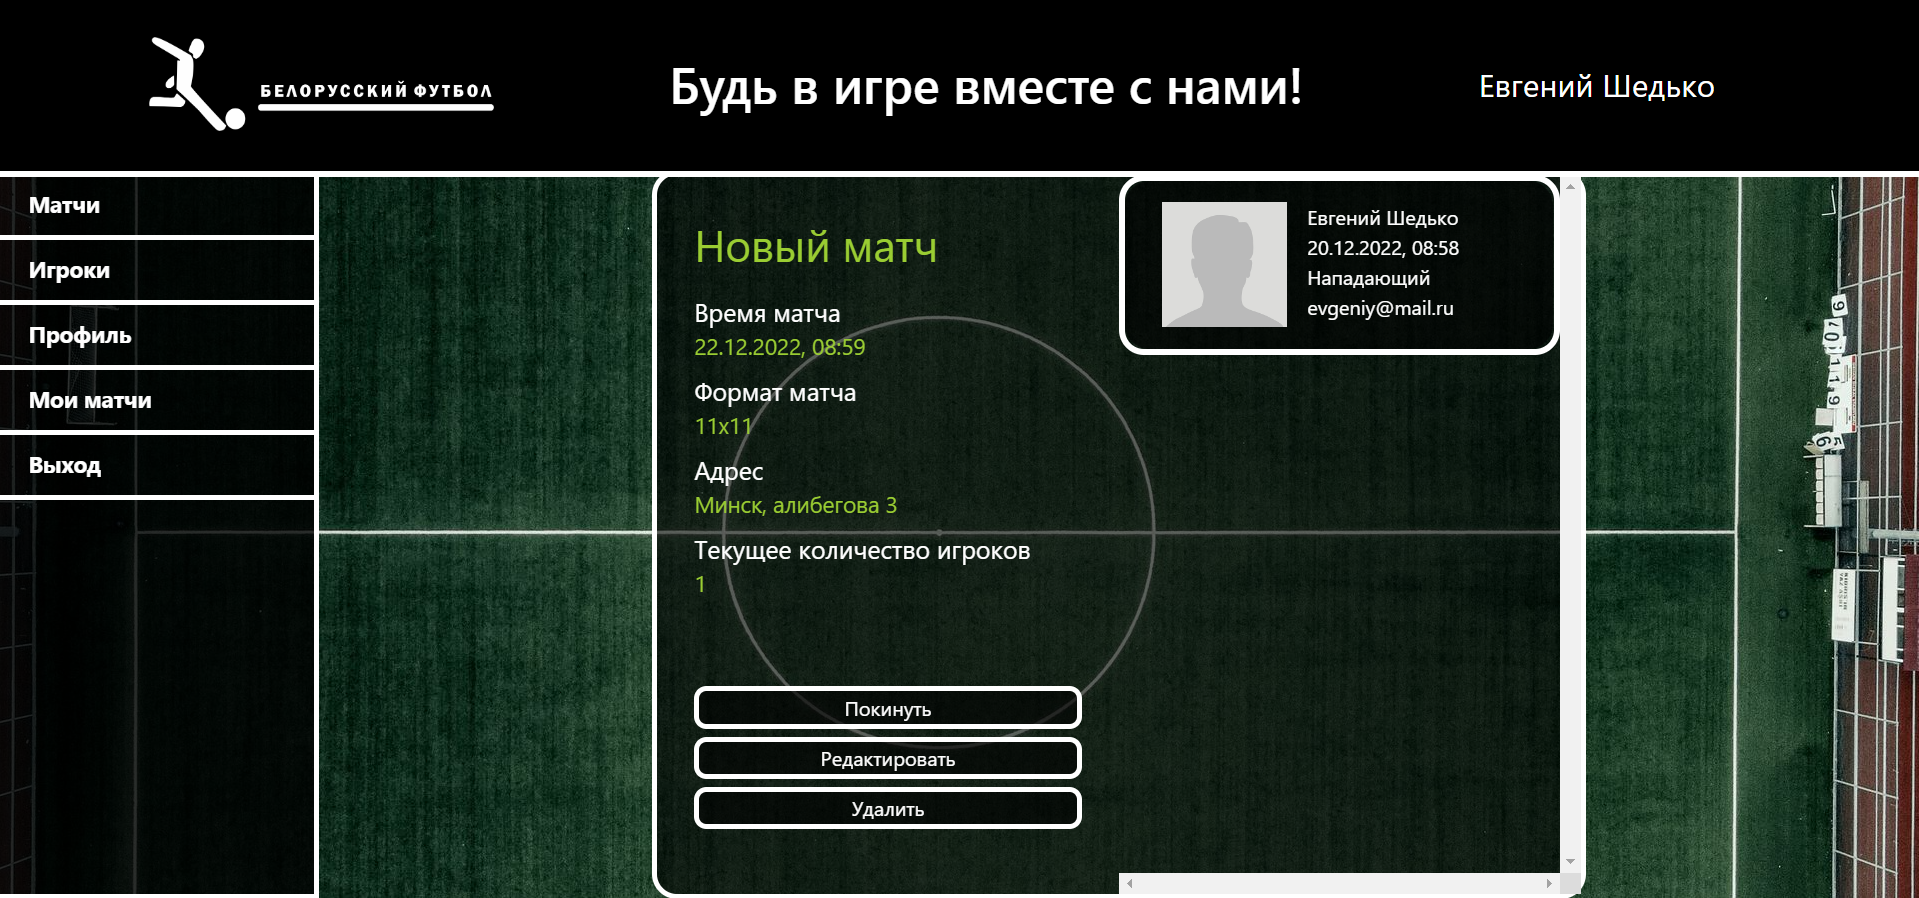 БЕЛОРУССКИЙ ФУТБОЛ
Будь в игре вместе с нами!
Евгений Шедько
Матчи
Игроки
Профиль
Мои матчи
Выход
Новый матч
Время матча
22.12.2022, 08:59
Формат матча
11x11
Адрес
Минск, алибегова 3
Текущее количество игроков
1
Покинуть
Редактировать
Удалить
Евгений Шедько
20.12.2022, 08:58
Нападающий
evgeniy@mail.ru